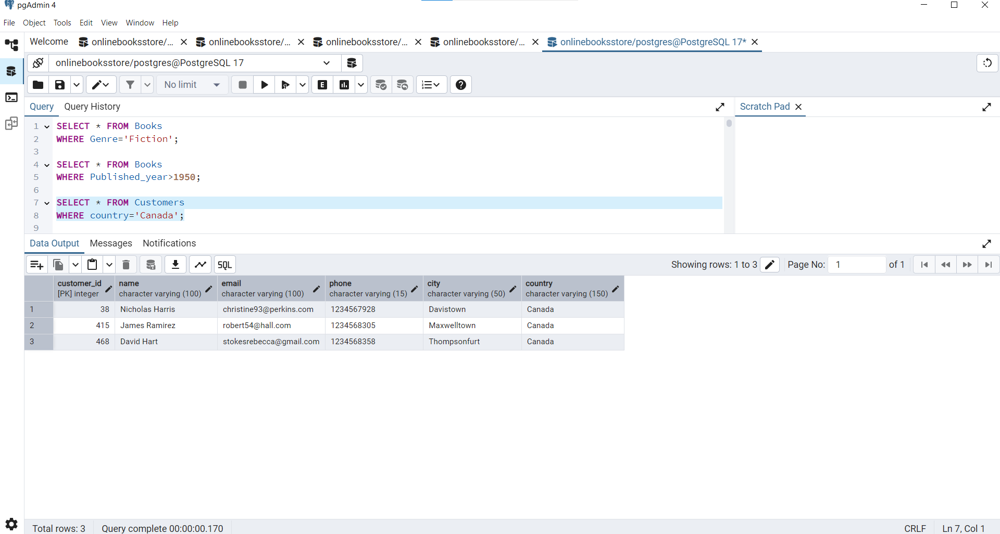 pgAdmin 4
File Object Tools Edit View Window Help
Welcome onlinebooksstore/... onlinebooksstore/... onlinebooksstore/... onlinebooksstore/... onlinebooksstore/postgres@PostgreSQL 17*
onlinebooksstore/postgres@PostgreSQL 17
No limit E
Query Query History Scratch Pad
1 SELECT * FROM Books
2 WHERE Genre='Fiction';
3
4 SELECT * FROM Books
5 WHERE Published_year>1950;
6
7 SELECT * FROM Customers
8 WHERE country='Canada';
9
Data Output Messages Notifications
SQL Showing rows: 1 to 3 Page No: 1 of 1
customer_id name email phone city country
[PK] integer character varying (100) character varying (100) character varying (15) character varying (50) character varying (150)
1 38 Nicholas Harris christine93@perkins.com 1234567928 Davistown Canada
2 415 James Ramirez robert54@hall.com 1234568305 Maxwelltown Canada
3 468 David Hart stokesrebecca@gmail.com 1234568358 Thompsonfurt Canada
Total rows: 3 Query complete 00:00:00.170 CRLF Ln 7, Col 1